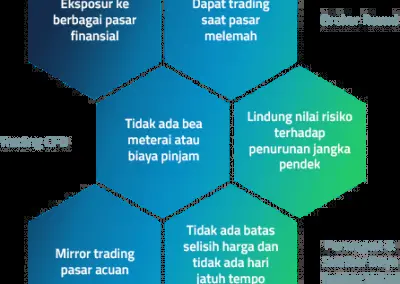 Eksposur ke
berbagai pasar
finansial
Dapat trading
saat pasar
melemah
Tidak ada bea
meterai atau
biaya pinjam
Lindung nilai risiko
terhadap
penurunan jangka
pendek
Mirror trading
pasar acuan
Tidak ada batas
selisih harga dan
tidak ada hari
jatuh tempo